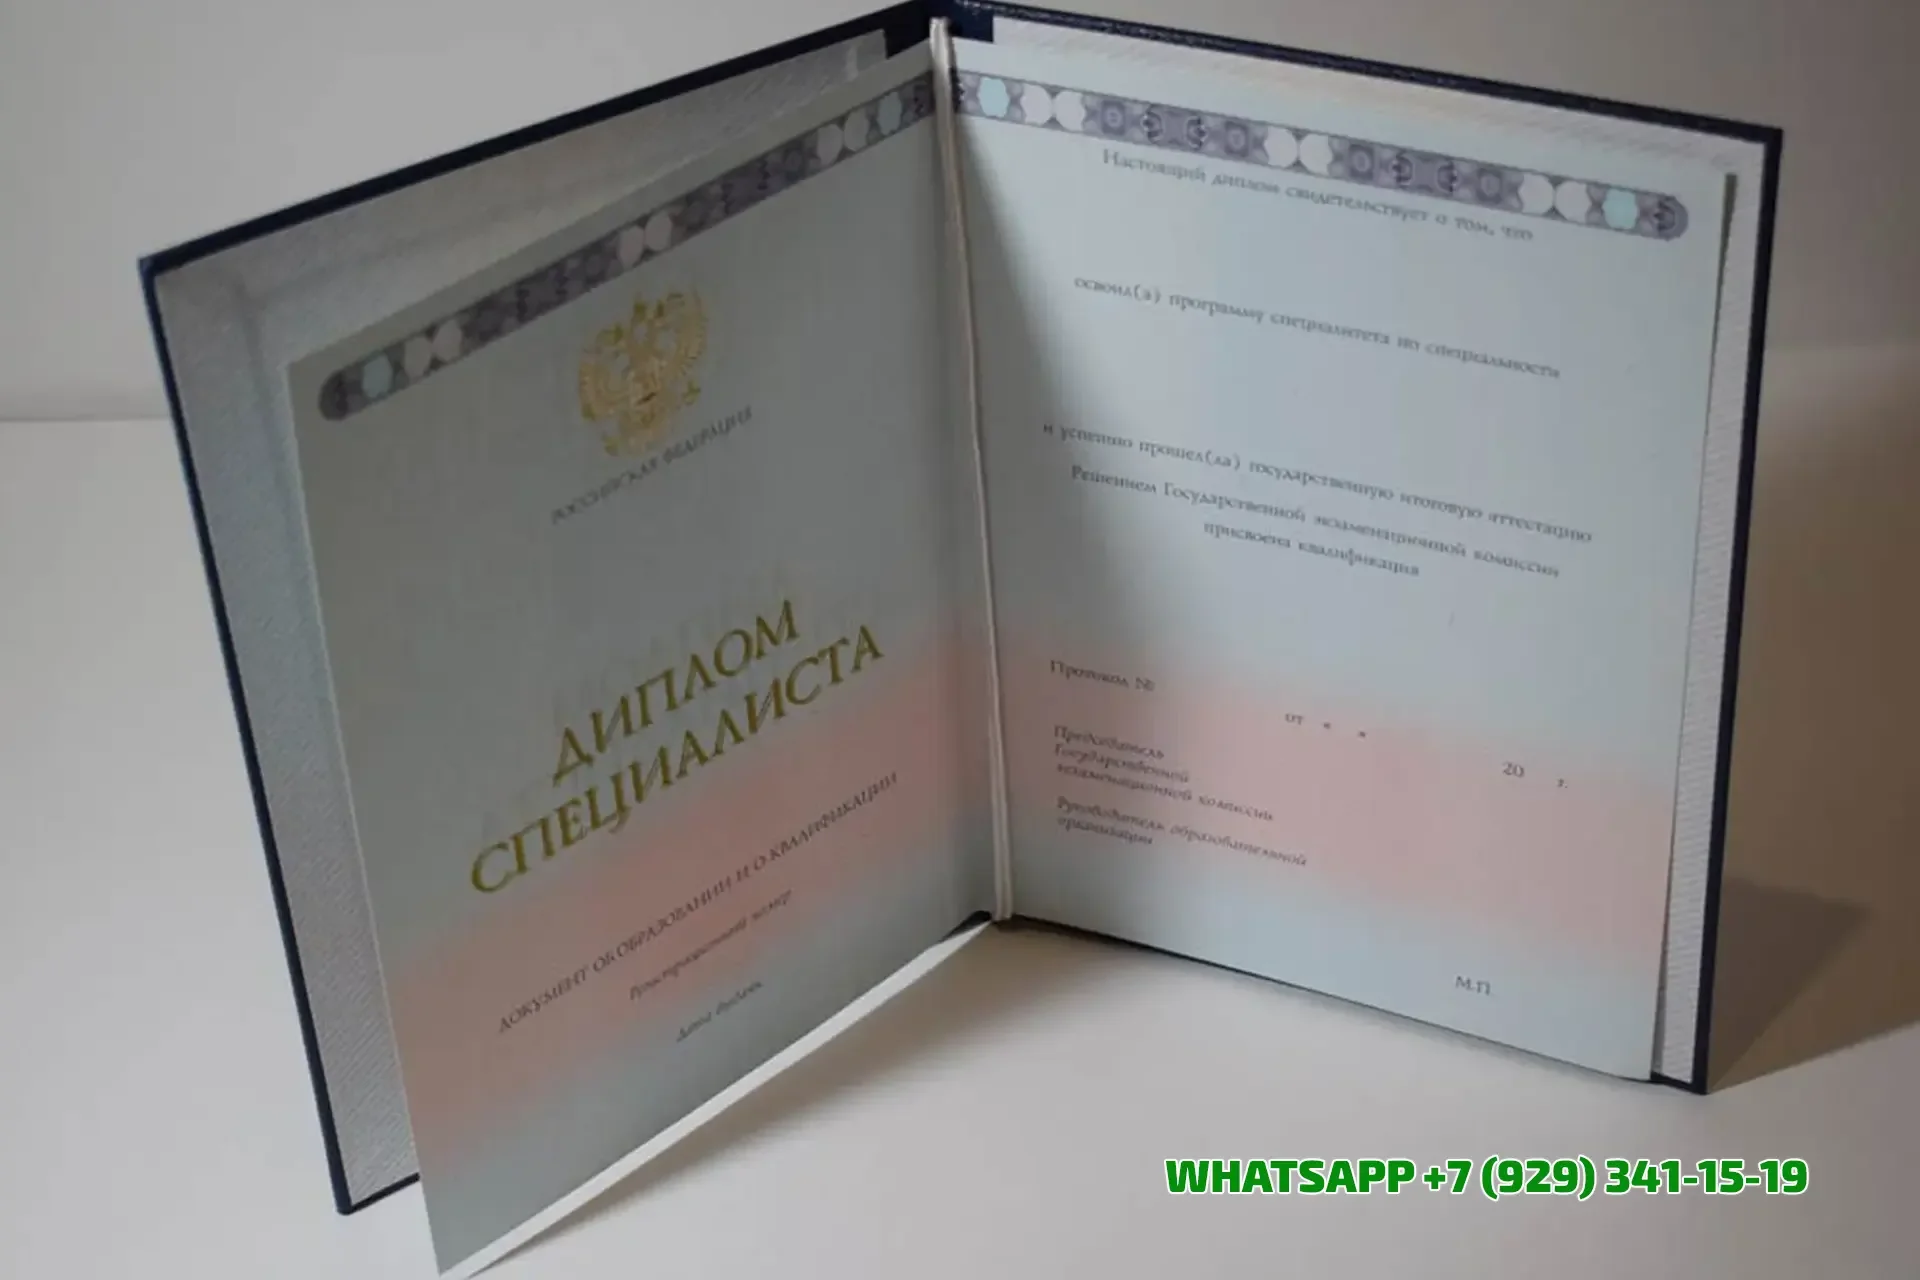 РОССИЙСКАЯ ФЕДЕРАЦИЯ
ДИПЛОМ
СПЕЦИАЛИСТА
ДОКУМЕНТ ОБ ОБРАЗОВАНИИ И О КВАЛИФИКАЦИИ
Регистрационный номер
Дата выдачи
Настоящий диплом свидетельствует о том, что
освоил(а) программу специалитета по специальности
и успешно прошел(ла) государственную итоговую аттестацию
Решением Государственной экзаменационной комиссии
присвоена квалификация
Протокол №
от « »
20 г.
Председатель
Государственной
экзаменационной комиссии
Руководитель образовательной
организации
М.П.
WHATSAPP +7 (929) 341-15-19